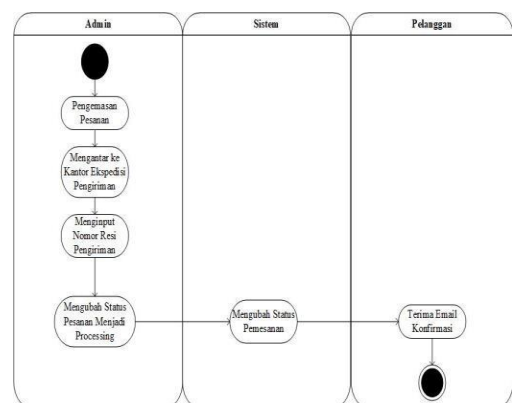 Admin
Sistem
Pelanggan
Pengemasan
Pesanan
Mengantar ke
Kantor Ekspedisi
Pengiriman
Menginput
Nomor Resi
Pengiriman
Mengubah Status
Pesanan Menjadi
Processing
Mengubah Status
Pemesanan
Terima Email
Konfirmasi